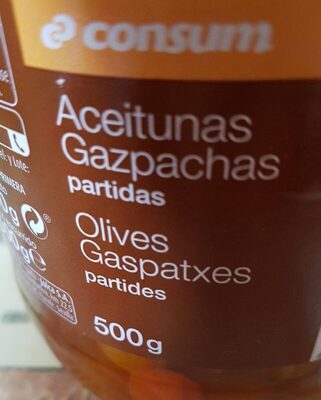 consum
Aceitunas
Gazpachas
partidas
Olives
Gaspatxes
partides
500g